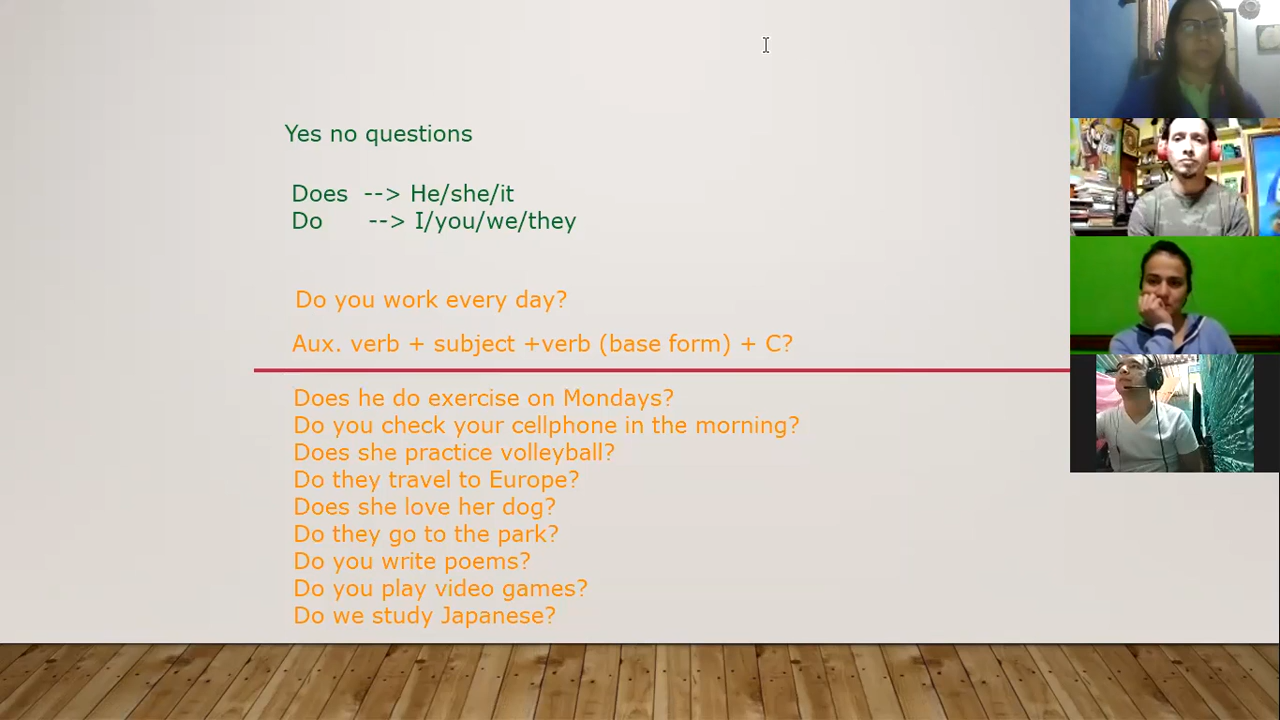 Yes no questions
Does --> He/she/it
Do --> I/you/we/they
Do you work every day?
Aux. verb + subject +verb (base form) + C?
Does he do exercise on Mondays?
Do you check your cellphone in the morning?
Does she practice volleyball?
Do they travel to Europe?
Does she love her dog?
Do they go to the park?
Do you write poems?
Do you play video games?
Do we study Japanese?